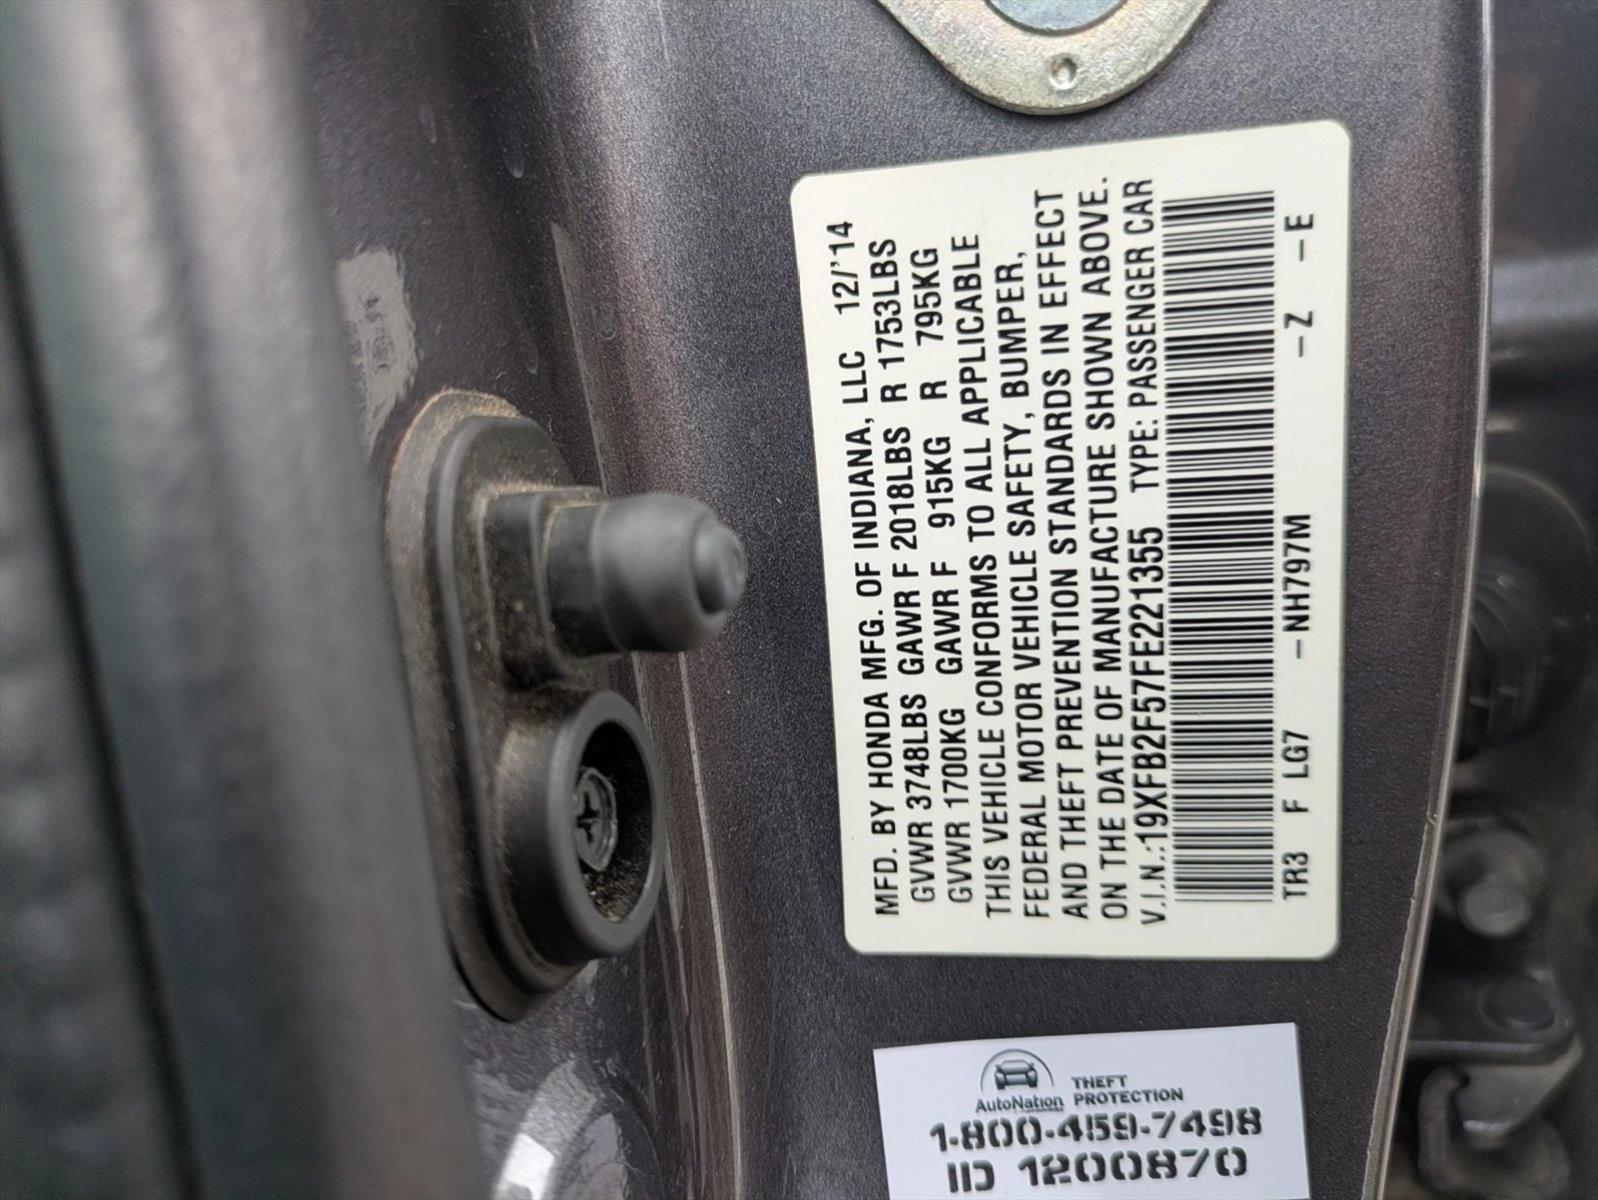 MFD. BY HONDA MFG. OF INDIANA, LLC 12/'14
GVWR 3748LBS GAWR F 2018LBS R 1753LBS
GVWR 1700KG GAWR F 915KG R 795KG
THIS VEHICLE CONFORMS TO ALL APPLICABLE
FEDERAL MOTOR VEHICLE SAFETY, BUMPER,
AND THEFT PREVENTION STANDARDS IN EFFECT
ON THE DATE OF MANUFACTURE SHOWN ABOVE.
V.I.N.:19XFB2F57FE221355 TYPE: PASSENGER CAR
TR3 F LG7 –NH797M –Z –E
AutoNation THEFT
PROTECTION
1-800-459-7498
ID 1200870